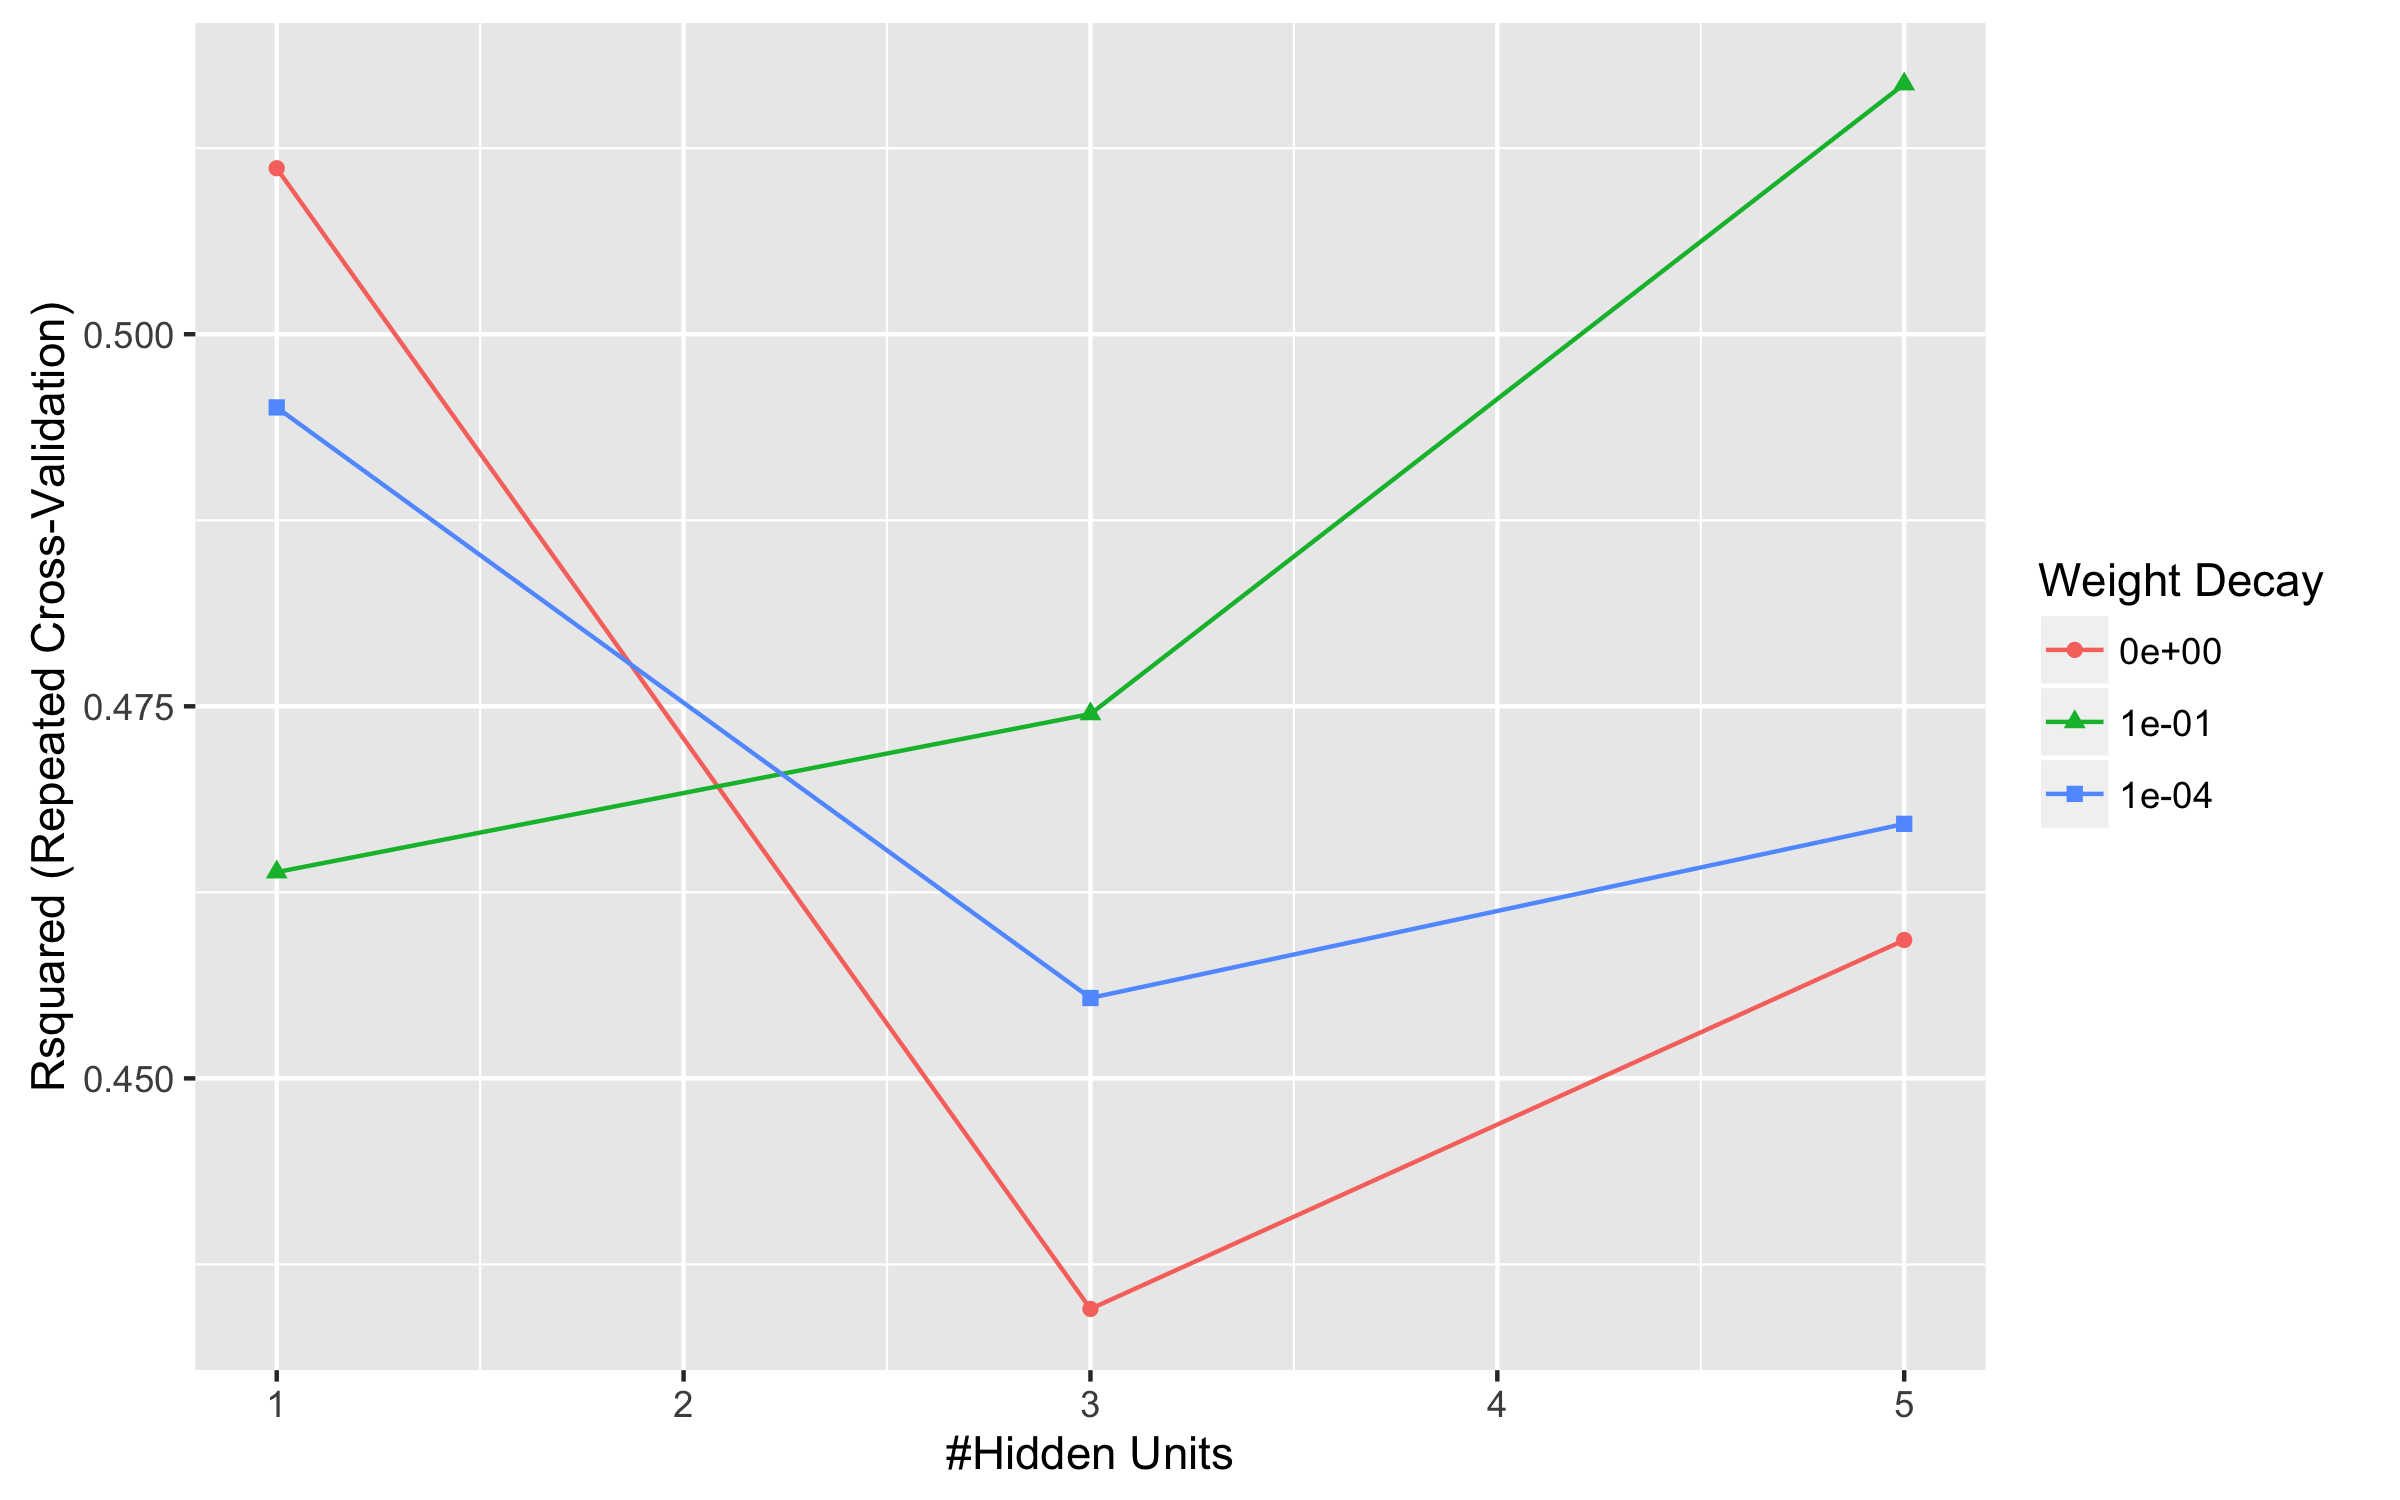 Rsquared (Repeated Cross-Validation)
0.500
0.475
0.450
1
2
3
4
5
#Hidden Units
Weight Decay
0e+00
1e-01
1e-04